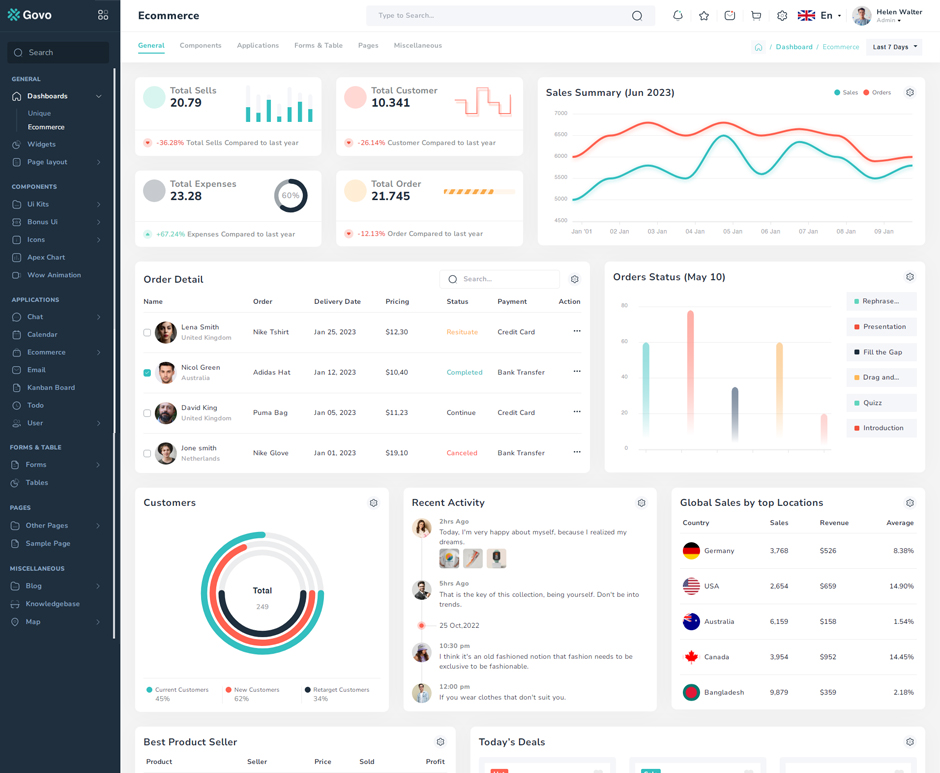 Govo
Ecommerce
Type to Search...
En
Helen Walter
Admin
Search
General
Components
Applications
Forms & Table
Pages
Miscellaneous
/ Dashboard / Ecommerce
Last 7 Days
GENERAL
Dashboards
Unique
Ecommerce
Widgets
Page layout
COMPONENTS
Ui Kits
Bonus Ui
Icons
Apex Chart
Wow Animation
APPLICATIONS
Chat
Calendar
Ecommerce
Email
Kanban Board
Todo
User
FORMS & TABLE
Forms
Tables
PAGES
Other Pages
Sample Page
MISCELLANEOUS
Blog
Knowledgebase
Map
Total Sells
20.79
-36.28% Total Sells Compared to last year
Total Customer
10.341
-26.14% Customer Compared to last year
Total Expenses
23.28
60%
+67.24% Expenses Compared to last year
Total Order
21.745
-12.13% Order Compared to last year
Sales Summary (Jun 2023)
Sales
Orders
7000
6500
6000
5500
5000
4500
Jan '01
02 Jan
03 Jan
04 Jan
05 Jan
06 Jan
07 Jan
08 Jan
09 Jan
Order Detail
Search...
Name Order Delivery Date Pricing Status Payment Action
Lena Smith
United Kingdom
Nike Tshirt Jan 25, 2023 $12,30 Resituate Credit Card
Nicol Green
Australia
Adidas Hat Jan 12, 2023 $10,40 Completed Bank Transfer
David King
United Kingdom
Puma Bag Jan 05, 2023 $11,23 Continue Credit Card
Jone smith
Netherlands
Nike Glove Jan 01, 2023 $19,10 Canceled Bank Transfer
Orders Status (May 10)
80
60
40
20
0
Rephrase...
Presentation
Fill the Gap
Drag and...
Quizz
Introduction
Customers
Total
249
Current Customers
45%
New Customers
62%
Retarget Customers
34%
Recent Activity
2hrs Ago
Today, I'm very happy about myself, because I realized my
dreams.
5hrs Ago
That is the key of this collection, being yourself. Don't be into
trends.
25 Oct,2022
10:30 pm
I think it's an old fashioned notion that fashion needs to be
exclusive to be fashionable.
12:00 pm
If you wear clothes that don't suit you.
Global Sales by top Locations
Country Sales Revenue Average
Germany 3,768 $526 8.38%
USA 2,654 $659 14.90%
Australia 6,159 $158 1.54%
Canada 3,954 $952 14.45%
Bangladesh 9,879 $359 2.18%
Best Product Seller
Product Seller Price Sold Profit
Today's Deals